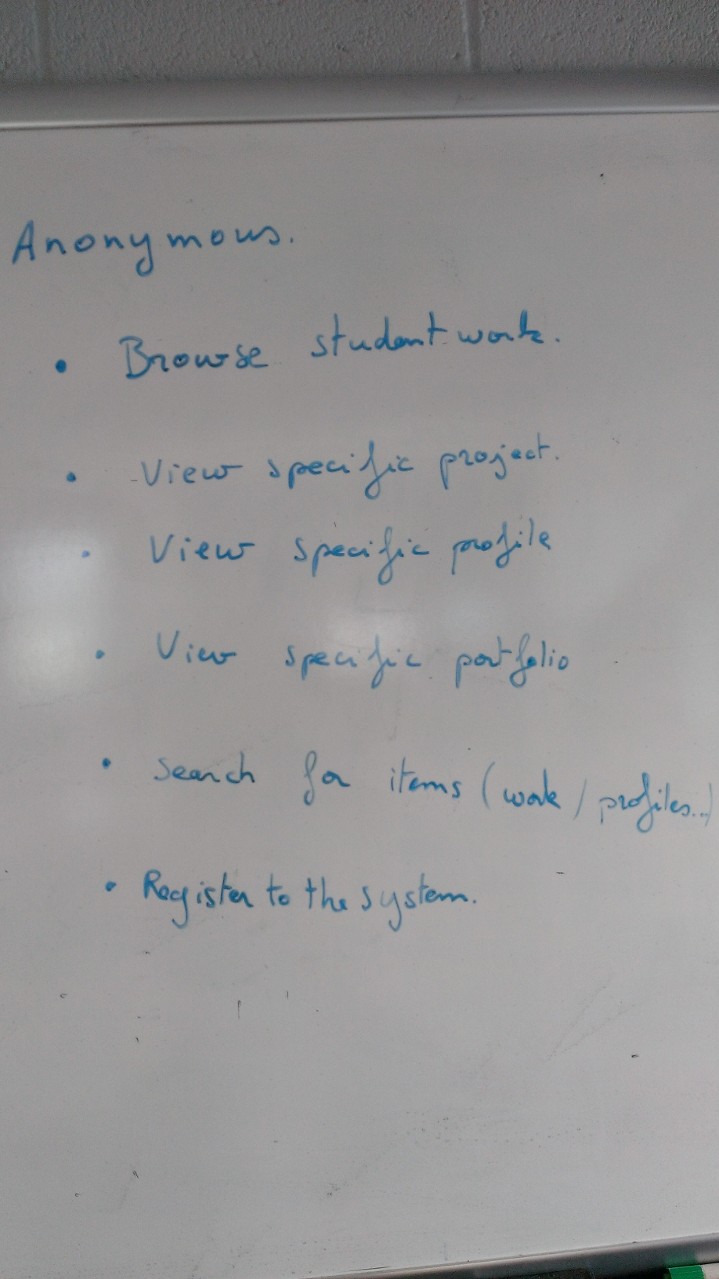 Anonymous.
• Browse student work.
• View specific project.
• View specific profile
• View specific portfolio
• Search for items (work / profiles..)
• Register to the system.